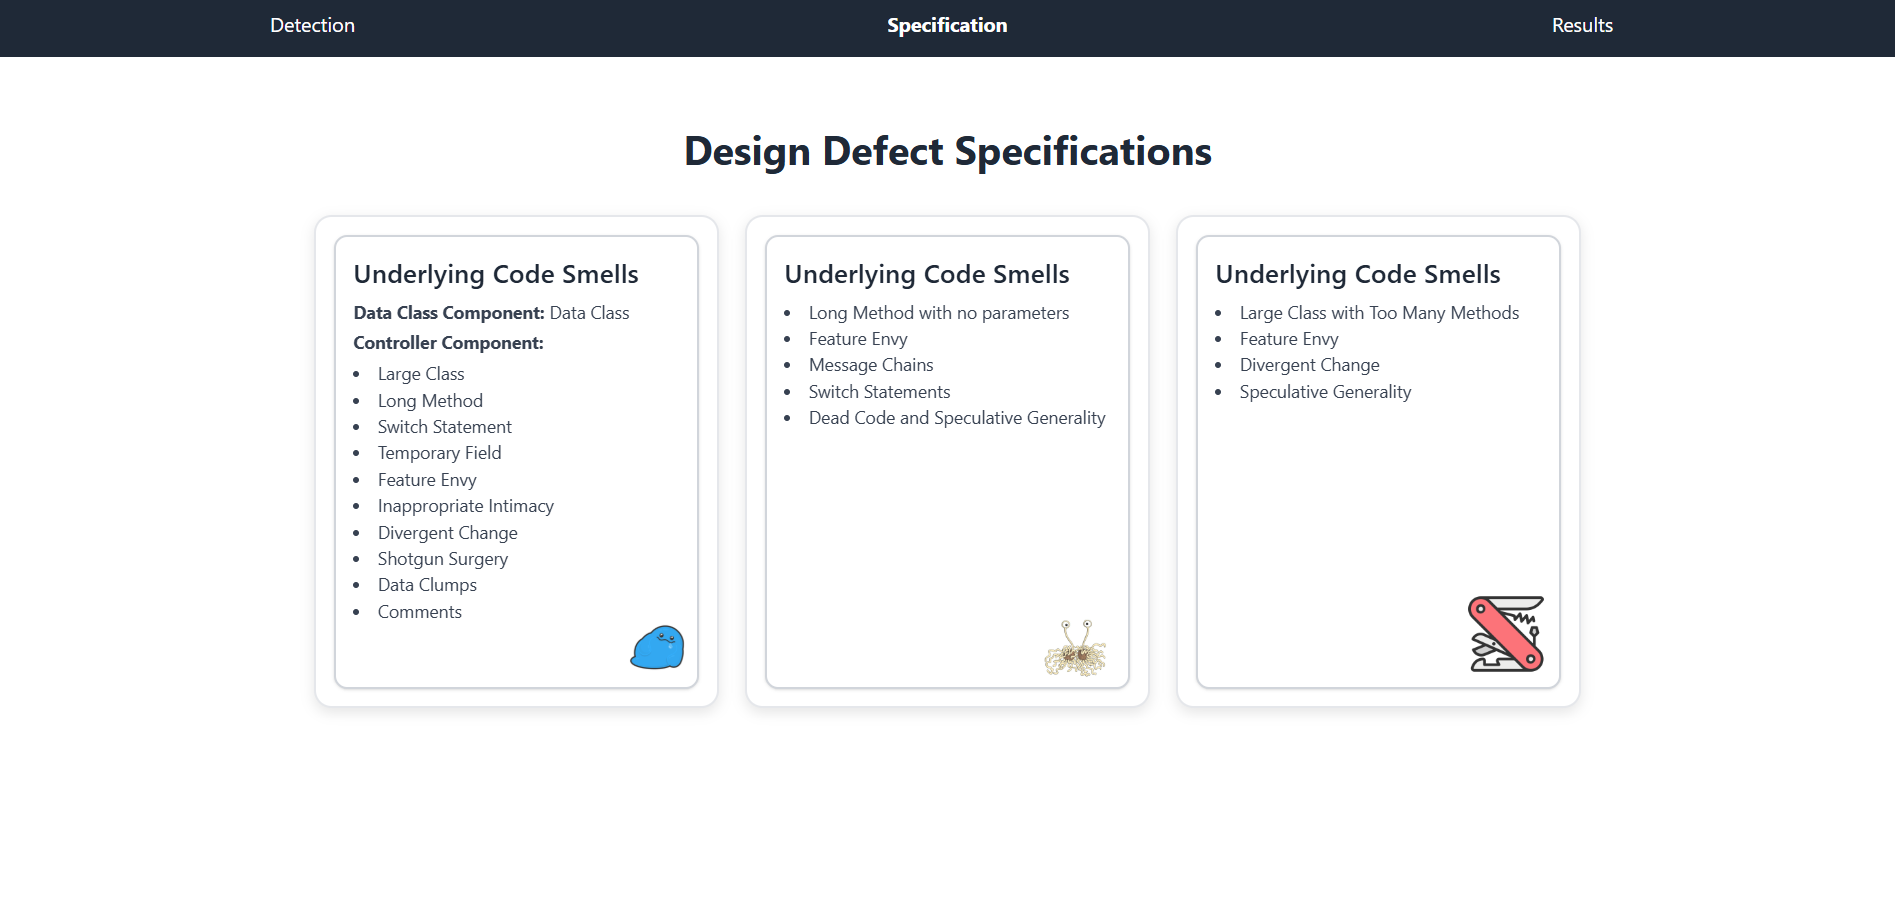 Detection
Specification
Results
Design Defect Specifications
Underlying Code Smells
Data Class Component: Data Class
Controller Component:
• Large Class
• Long Method
• Switch Statement
• Temporary Field
• Feature Envy
• Inappropriate Intimacy
• Divergent Change
• Shotgun Surgery
• Data Clumps
• Comments
Underlying Code Smells
• Long Method with no parameters
• Feature Envy
• Message Chains
• Switch Statements
• Dead Code and Speculative Generality
Underlying Code Smells
• Large Class with Too Many Methods
• Feature Envy
• Divergent Change
• Speculative Generality